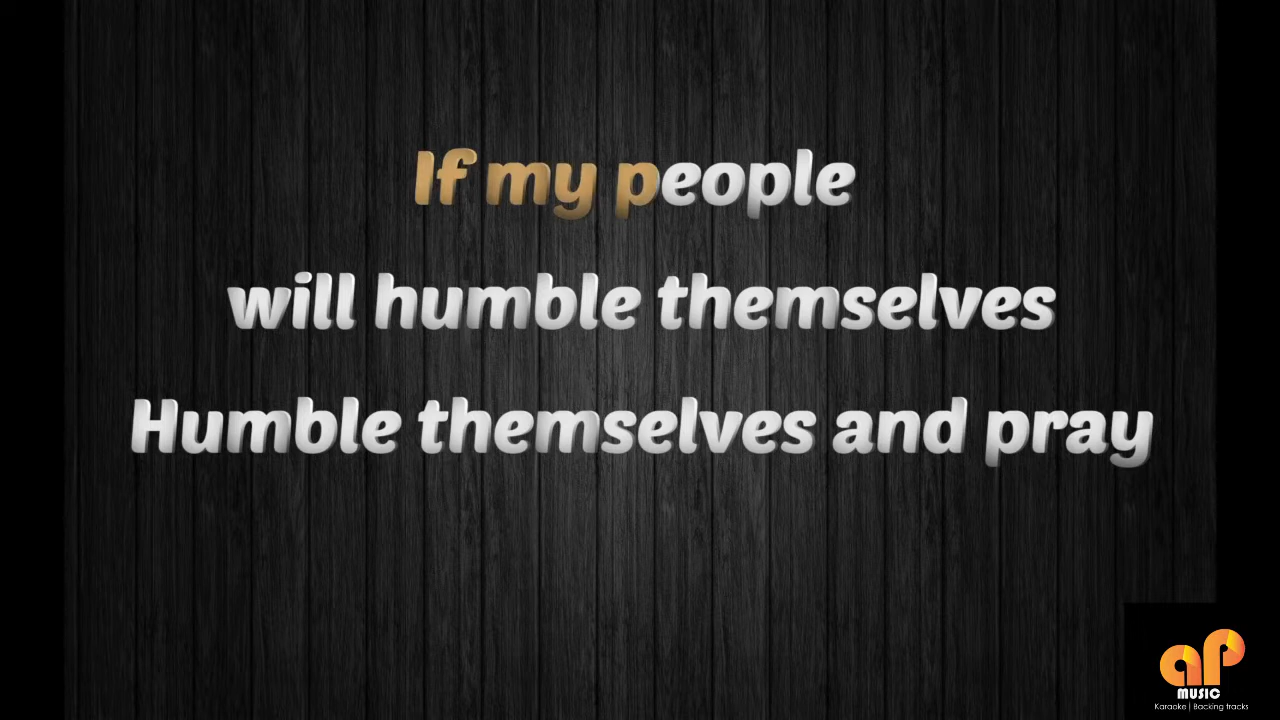 If my people
will humble themselves
Humble themselves and pray
ap
MUSIC
Karaoke | Backing tracks